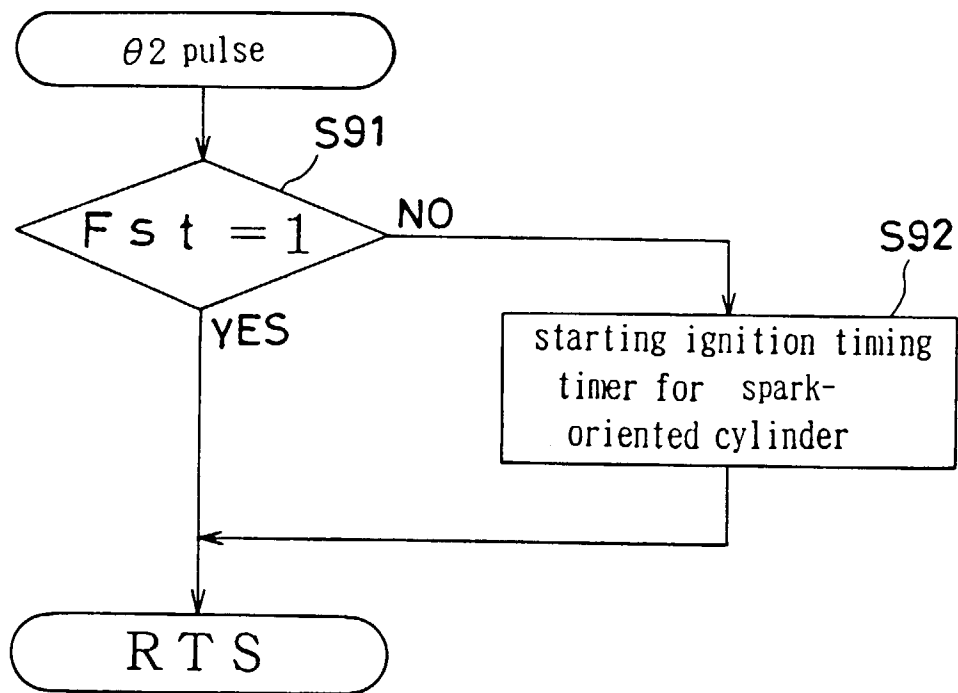 θ2 pulse
S91
Fst = 1
NO
S92
YES
starting ignition timing
timer for spark-
oriented cylinder
RTS